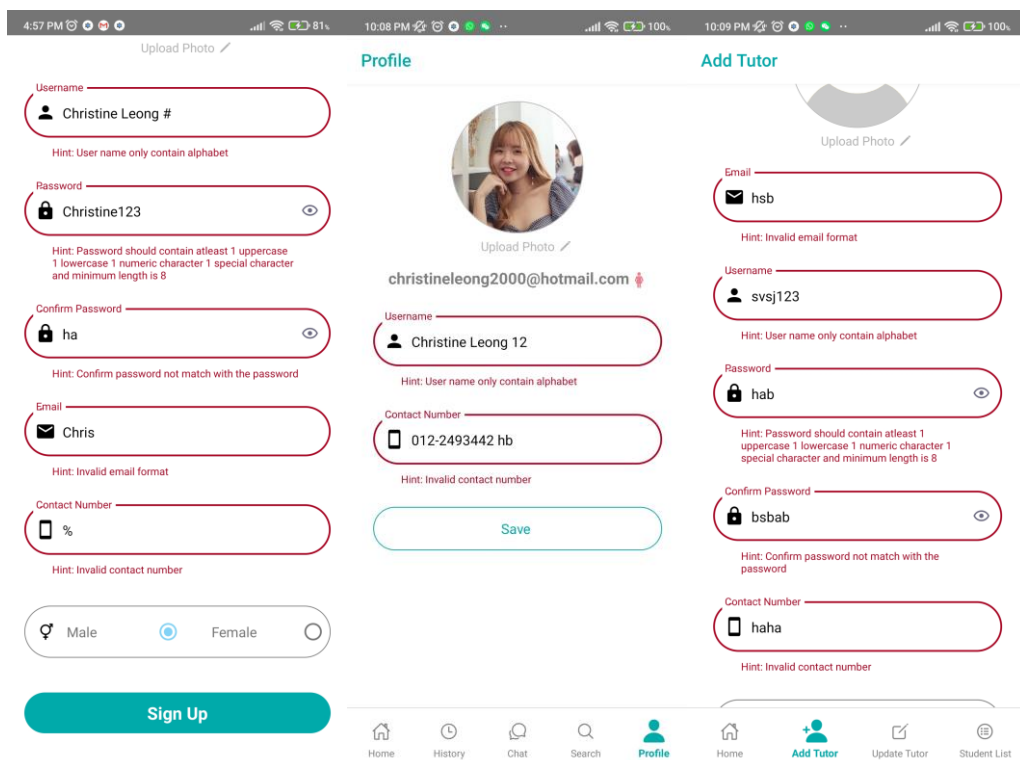 4:57 PM
81%
Upload Photo
Username
Christine Leong #
Hint: User name only contain alphabet
Password
Christine123
Hint: Password should contain atleast 1 uppercase
1 lowercase 1 numeric character 1 special character
and minimum length is 8
Confirm Password
ha
Hint: Confirm password not match with the password
Email
Chris
Hint: Invalid email format
Contact Number
%
Hint: Invalid contact number
Male
Female
Sign Up
10:08 PM
100%
Profile
Upload Photo
christineleong2000@hotmail.com
Username
Christine Leong 12
Hint: User name only contain alphabet
Contact Number
012-2493442 hb
Hint: Invalid contact number
Save
Home
History
Chat
Search
Profile
10:09 PM
100%
Add Tutor
Upload Photo
Email
hsb
Hint: Invalid email format
Username
svsj123
Hint: User name only contain alphabet
Password
hab
Hint: Password should contain atleast 1
uppercase 1 lowercase 1 numeric character 1
special character and minimum length is 8
Confirm Password
bsbab
Hint: Confirm password not match with the
password
Contact Number
haha
Hint: Invalid contact number
Home
Add Tutor
Update Tutor
Student List